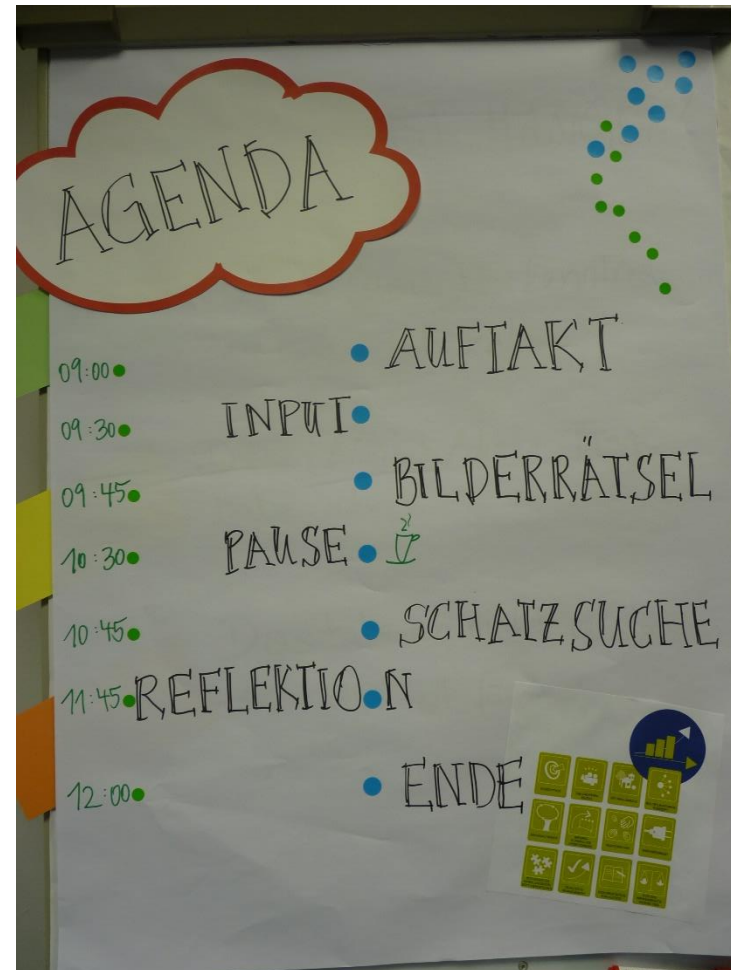 AGENDA
09:00 AUFTAKT
09:30 INPUT
09:45 BILDERRÄTSEL
10:30 PAUSE
10:45 SCHATZSUCHE
11:45 REFLEKTION
12:00 ENDE